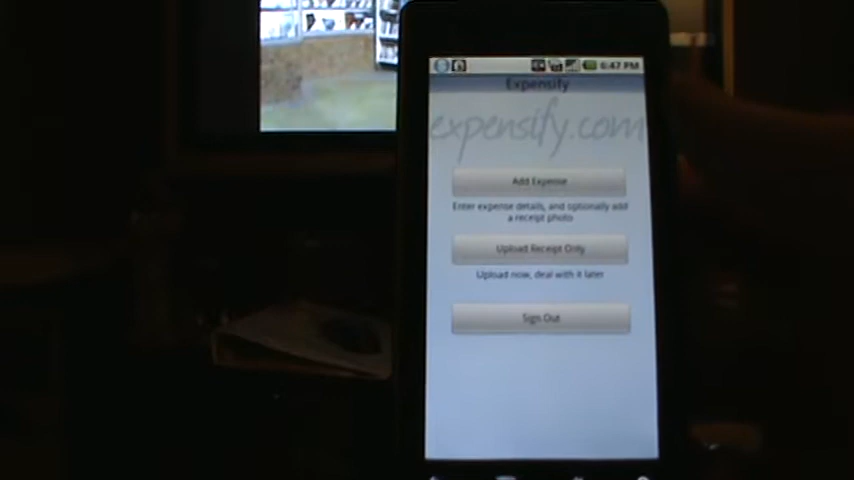 6:47 PM
Expensify
expensify.com
Add Expense
Enter expense details, and optionally add
a receipt photo
Upload Receipt Only
Upload now, deal with it later
Sign Out